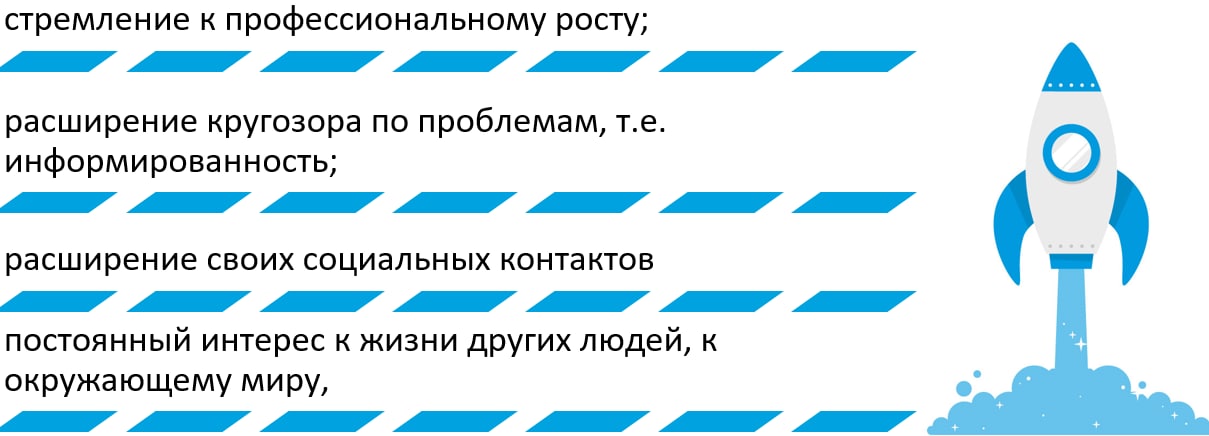 стремление к профессиональному росту;
расширение кругозора по проблемам, т.е.
информированность;
расширение своих социальных контактов
постоянный интерес к жизни других людей, к
окружающему миру,